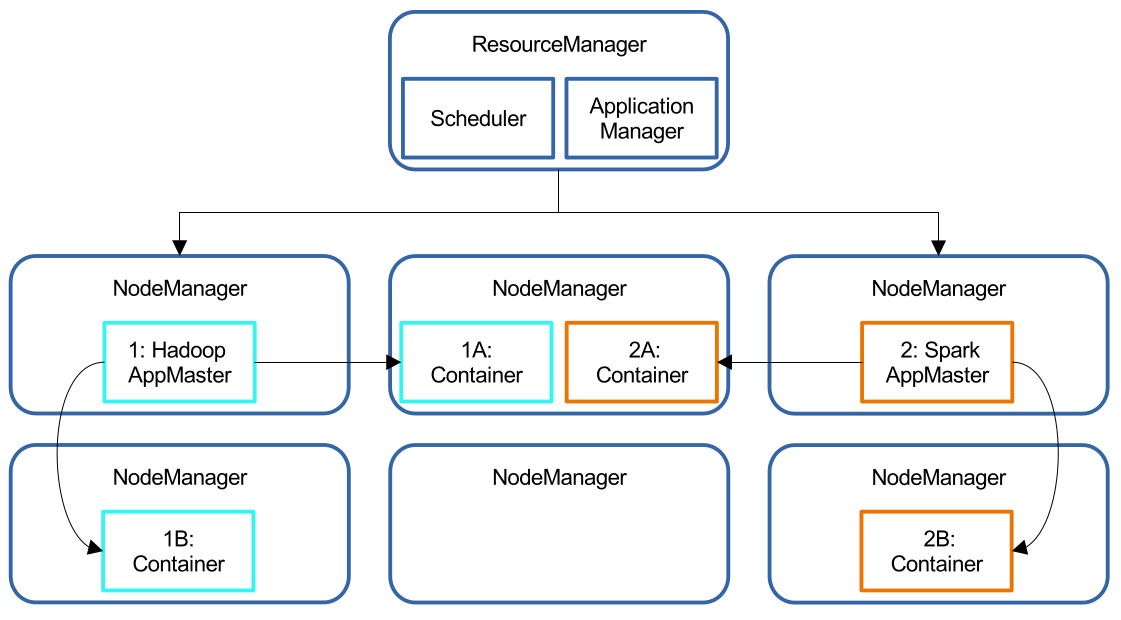 ResourceManager
Scheduler
Application
Manager
NodeManager
1: Hadoop
AppMaster
NodeManager
1A:
Container
2A:
Container
NodeManager
2: Spark
AppMaster
NodeManager
1B:
Container
NodeManager
NodeManager
2B:
Container